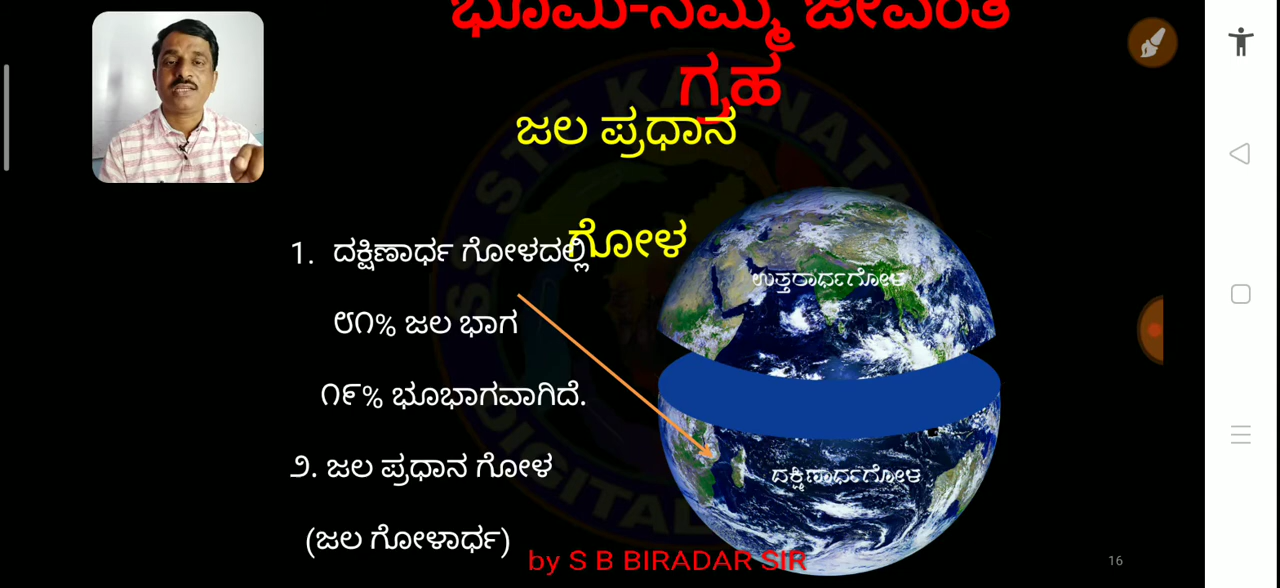 ಭೂಮಿ-ನಮ್ಮ ಜೀವಂತ
ಗ್ರಹ
ಜಲ ಪ್ರಧಾನ
ಗೋಳ
1. ದಕ್ಷಿಣಾರ್ಧ ಗೋಳದಲ್ಲಿ
೮೧% ಜಲ ಭಾಗ
೧೯% ಭೂಭಾಗವಾಗಿದೆ.
೨. ಜಲ ಪ್ರಧಾನ ಗೋಳ
(ಜಲ ಗೋಳಾರ್ಧ)
ಉತ್ತರಾರ್ಧಗೋಳ
ದಕ್ಷಿಣಾರ್ಧಗೋಳ
by S B BIRADAR SIR
16